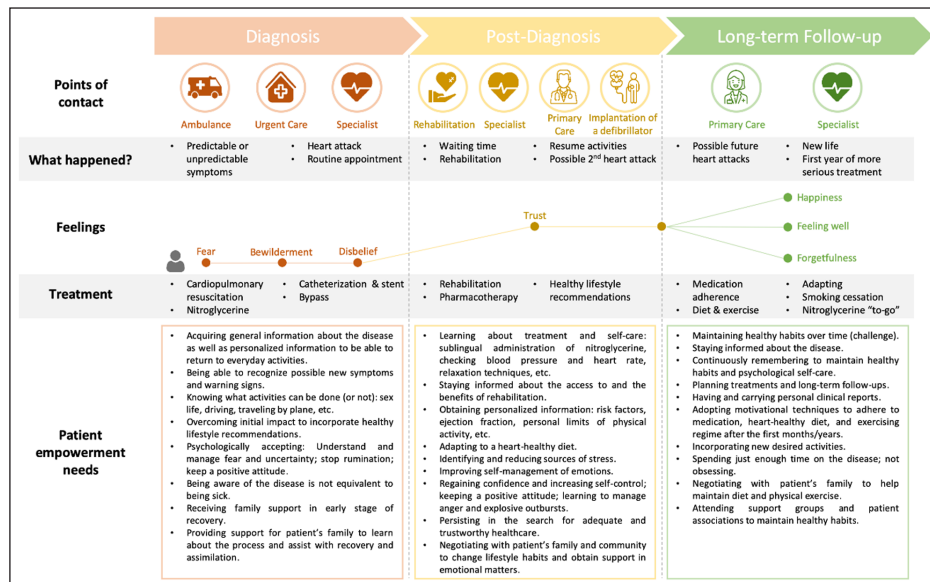 Diagnosis
Post-Diagnosis
Long-term Follow-up
Points of
contact
Ambulance
Urgent Care
Specialist
Rehabilitation
Specialist
Primary
Care
Implantation of
a defibrillator
Primary Care
Specialist
What happened?
• Predictable or
unpredictable
symptoms
• Heart attack
• Routine appointment
• Waiting time
• Rehabilitation
• Resume activities
• Possible 2nd heart attack
• Possible future
heart attacks
• New life
• First year of more
serious treatment
Feelings
Fear
Bewilderment
Disbelief
Trust
Happiness
Feeling well
Forgetfulness
Treatment
• Cardiopulmonary
resuscitation
• Nitroglycerine
• Catheterization & stent
• Bypass
• Rehabilitation
• Pharmacotherapy
• Healthy lifestyle
recommendations
• Medication
adherence
• Diet & exercise
• Adapting
• Smoking cessation
• Nitroglycerine “to-go”
Patient
empowerment
needs
• Acquiring general information about the disease
as well as personalized information to be able to
return to everyday activities.
• Being able to recognize possible new symptoms
and warning signs.
• Knowing what activities can be done (or not): sex
life, driving, traveling by plane, etc.
• Overcoming initial impact to incorporate healthy
lifestyle recommendations.
• Psychologically accepting: Understand and
manage fear and uncertainty; stop rumination;
keep a positive attitude.
• Being aware of the disease is not equivalent to
being sick.
• Receiving family support in early stage of
recovery.
• Providing support for patient’s family to learn
about the process and assist with recovery and
assimilation.
• Learning about treatment and self-care:
sublingual administration of nitroglycerine,
checking blood pressure and heart rate,
relaxation techniques, etc.
• Staying informed about the access to and the
benefits of rehabilitation.
• Obtaining personalized information: risk factors,
ejection fraction, personal limits of physical
activity, etc.
• Adapting to a heart-healthy diet.
• Identifying and reducing sources of stress.
• Improving self-management of emotions.
• Regaining confidence and increasing self-control;
keeping a positive attitude; learning to manage
anger and explosive outbursts.
• Persisting in the search for adequate and
trustworthy healthcare.
• Negotiating with patient’s family and community
to change lifestyle habits and obtain support in
emotional matters.
• Maintaining healthy habits over time (challenge).
• Staying informed about the disease.
• Continuously remembering to maintain healthy
habits and psychological self-care.
• Planning treatments and long-term follow-ups.
• Having and carrying personal clinical reports.
• Adopting motivational techniques to adhere to
medication, heart-healthy diet, and exercising
regime after the first months/years.
• Incorporating new desired activities.
• Spending just enough time on the disease; not
obsessing.
• Negotiating with patient’s family to help
maintain diet and physical exercise.
• Attending support groups and patient
associations to maintain healthy habits.